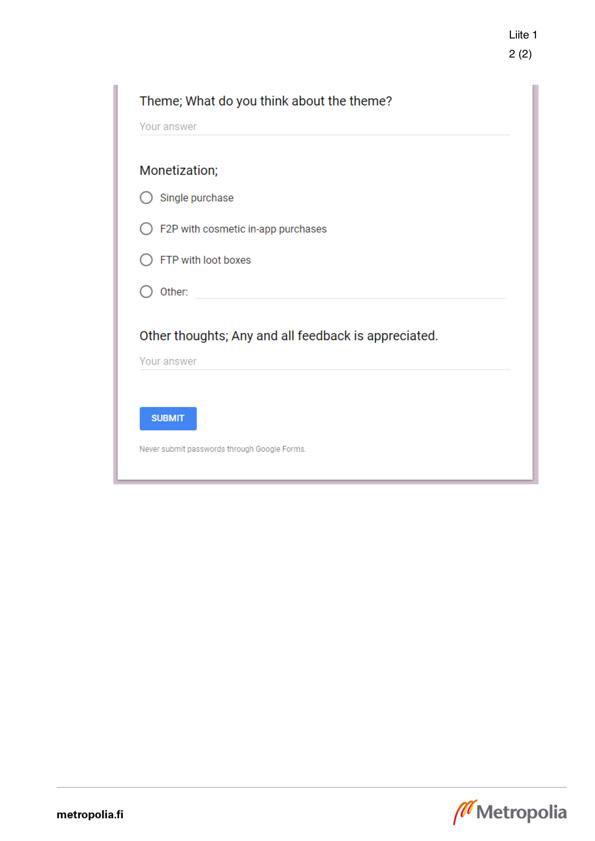 Liite 1
2 (2)
Theme; What do you think about the theme?
Your answer
Monetization;
Single purchase
F2P with cosmetic in-app purchases
FTP with loot boxes
Other:
Other thoughts; Any and all feedback is appreciated.
Your answer
SUBMIT
Never submit passwords through Google Forms.
metropolia.fi
Metropolia